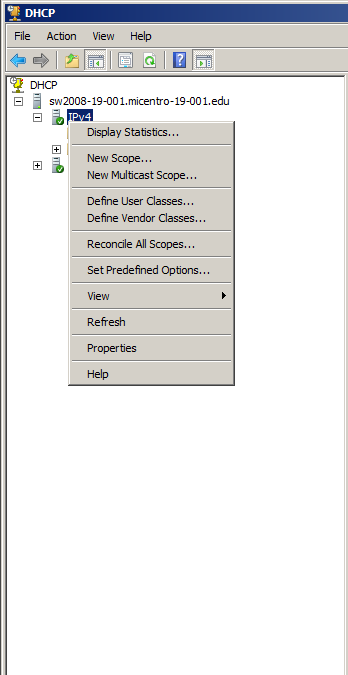 DHCP
File Action View Help
DHCP
sw2008-19-001.micentro-19-001.edu
IPv4
Display Statistics...
New Scope...
New Multicast Scope...
Define User Classes...
Define Vendor Classes...
Reconcile All Scopes...
Set Predefined Options...
View
Refresh
Properties
Help